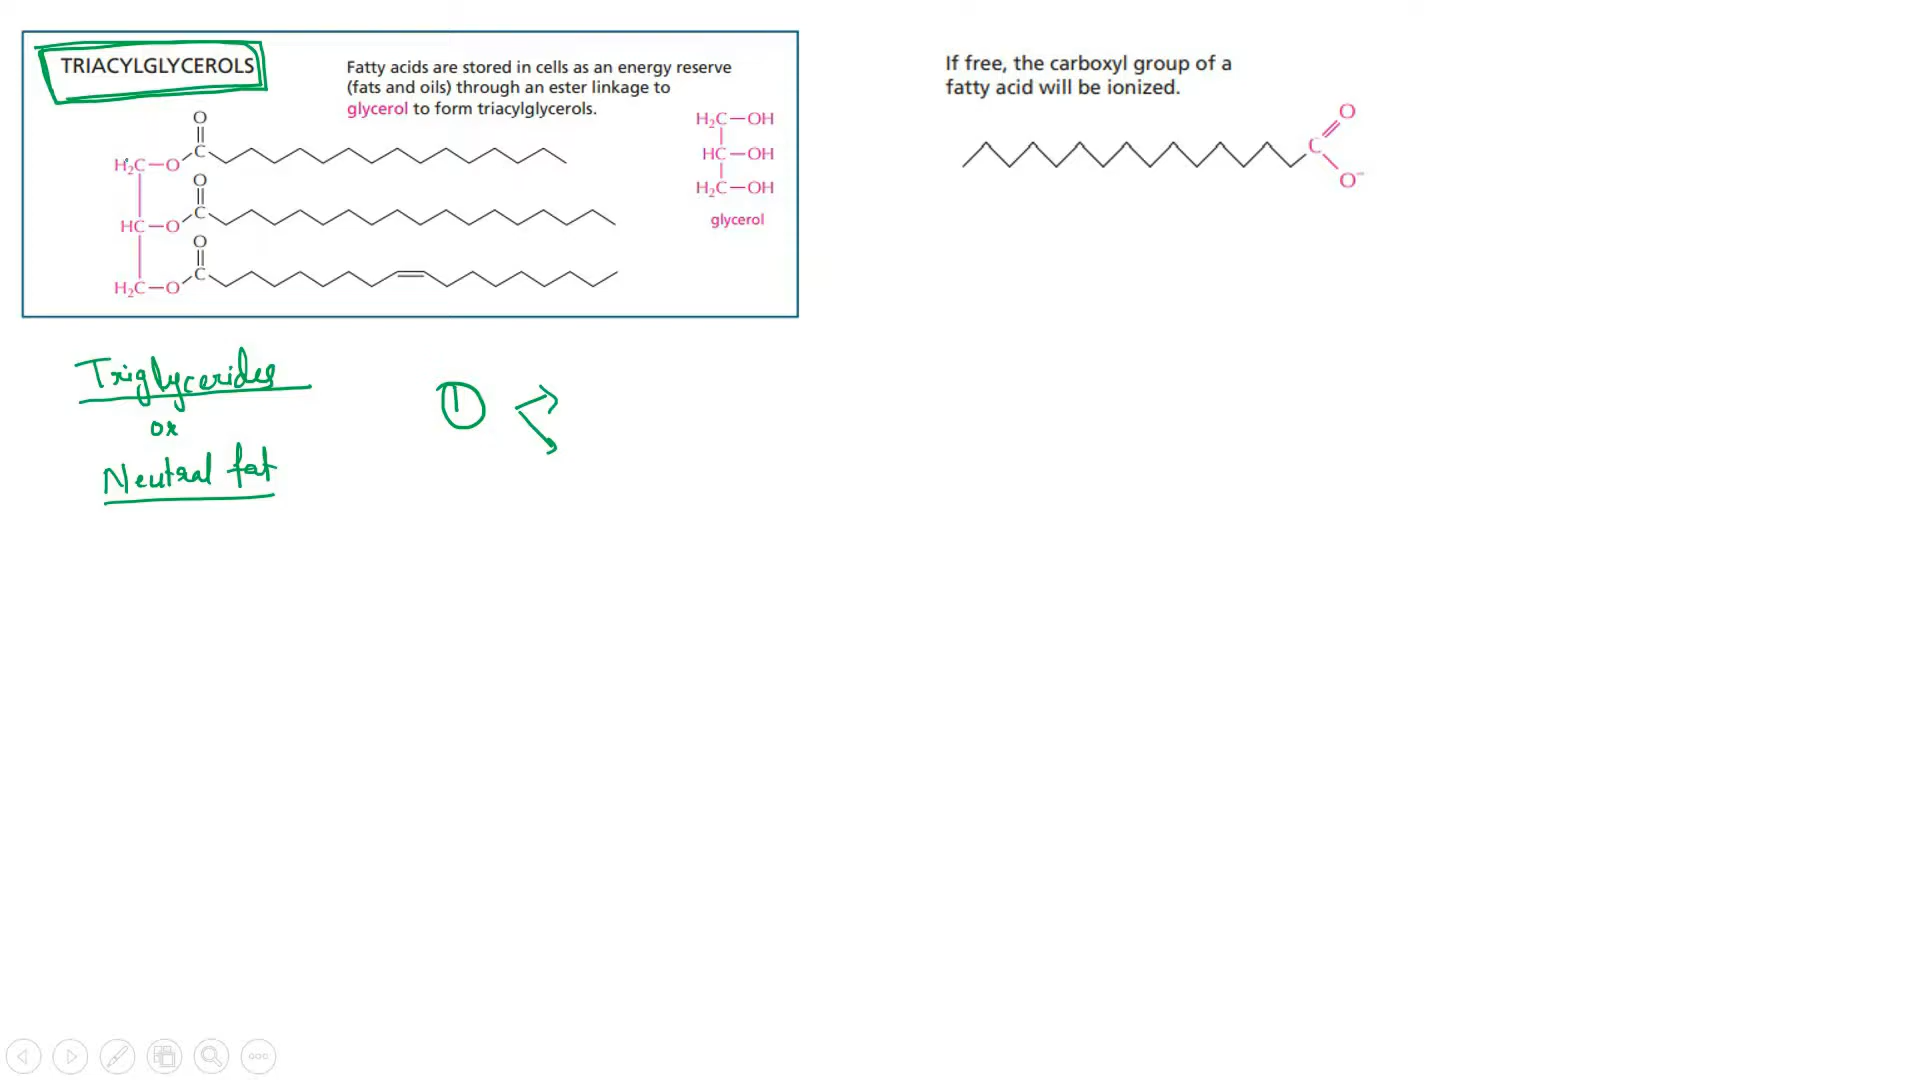 TRIACYLGLYCEROLS
Fatty acids are stored in cells as an energy reserve
(fats and oils) through an ester linkage to
glycerol to form triacylglycerols.
O
C
H₂C—O
O
C
HC—O
O
C
H₂C—O
H₂C—OH
HC—OH
H₂C—OH
glycerol
If free, the carboxyl group of a
fatty acid will be ionized.
O
C
O⁻
Triglycerides
or
Neutral fat
1